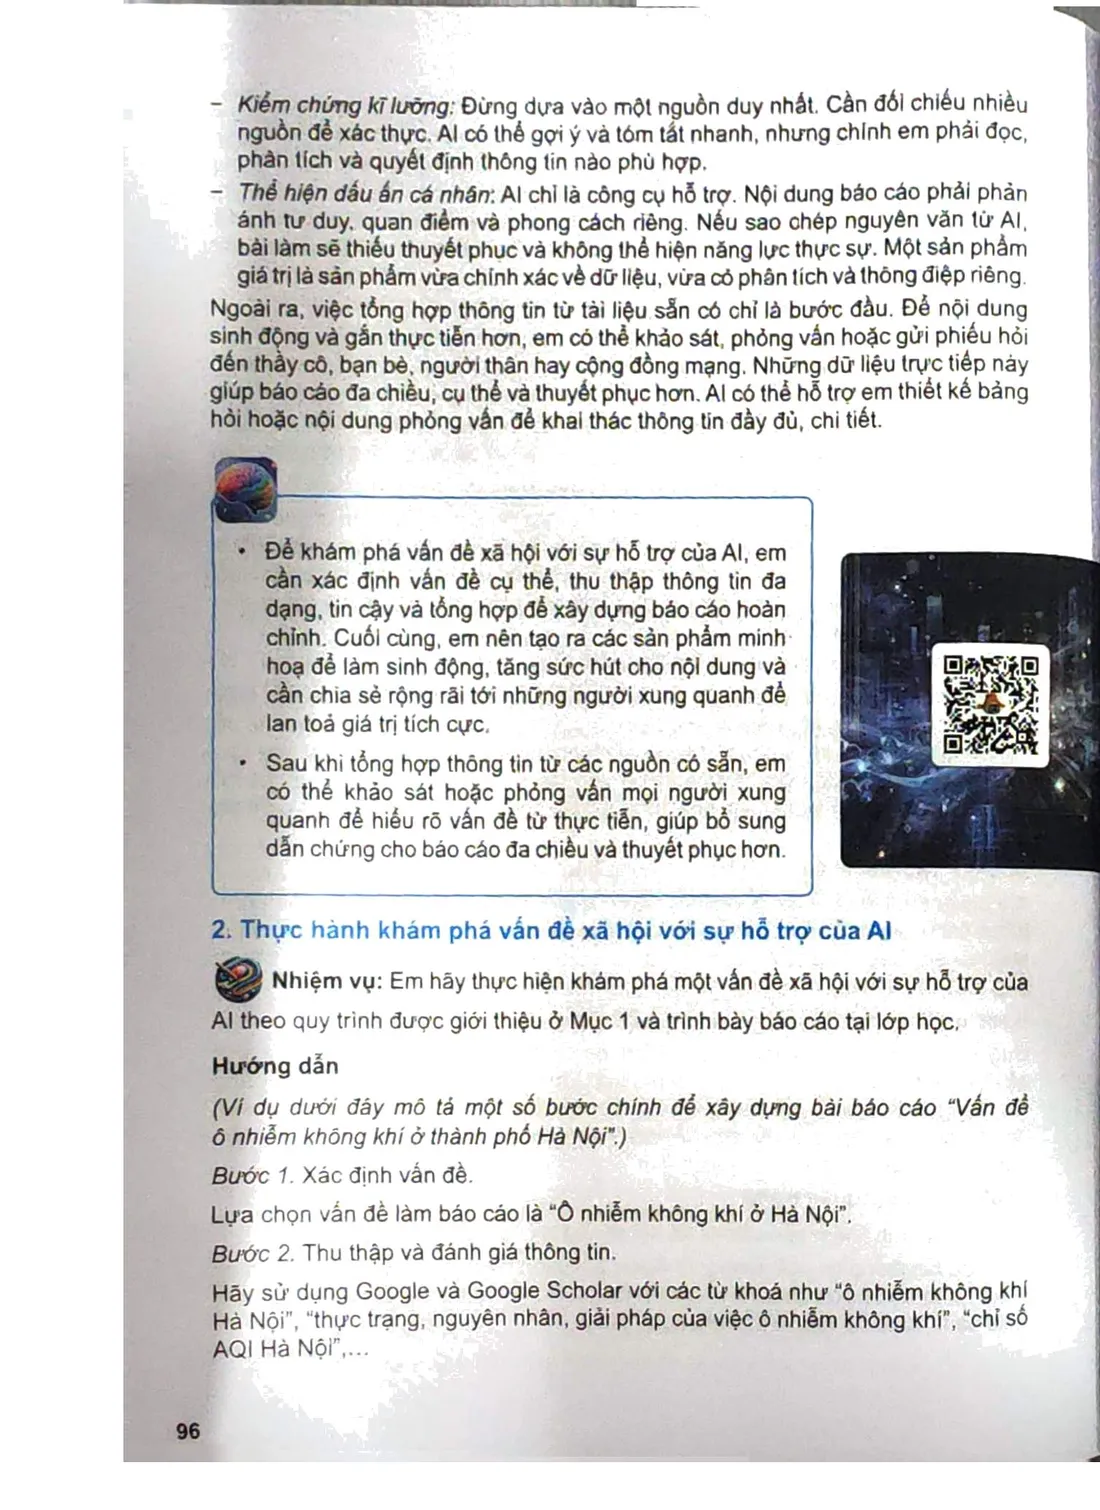 – Kiểm chứng kĩ lưỡng: Đừng dựa vào một nguồn duy nhất. Cần đối chiếu nhiều
nguồn để xác thực. AI có thể gợi ý và tóm tắt nhanh, nhưng chính em phải đọc,
phân tích và quyết định thông tin nào phù hợp.
– Thể hiện dấu ấn cá nhân: AI chỉ là công cụ hỗ trợ. Nội dung báo cáo phải phản
ánh tư duy, quan điểm và phong cách riêng. Nếu sao chép nguyên văn từ AI,
bài làm sẽ thiếu thuyết phục và không thể hiện năng lực thực sự. Một sản phẩm
giá trị là sản phẩm vừa chính xác về dữ liệu, vừa có phân tích và thông điệp riêng.
Ngoài ra, việc tổng hợp thông tin từ tài liệu sẵn có chỉ là bước đầu. Để nội dung
sinh động và gắn thực tiễn hơn, em có thể khảo sát, phỏng vấn hoặc gửi phiếu hỏi
đến thầy cô, bạn bè, người thân hay cộng đồng mạng. Những dữ liệu trực tiếp này
giúp báo cáo đa chiều, cụ thể và thuyết phục hơn. AI có thể hỗ trợ em thiết kế bảng
hỏi hoặc nội dung phỏng vấn để khai thác thông tin đầy đủ, chi tiết.
• Để khám phá vấn đề xã hội với sự hỗ trợ của AI, em
cần xác định vấn đề cụ thể, thu thập thông tin đa
dạng, tin cậy và tổng hợp để xây dựng báo cáo hoàn
chỉnh. Cuối cùng, em nên tạo ra các sản phẩm minh
hoạ để làm sinh động, tăng sức hút cho nội dung và
cần chia sẻ rộng rãi tới những người xung quanh để
lan toả giá trị tích cực.
• Sau khi tổng hợp thông tin từ các nguồn có sẵn, em
có thể khảo sát hoặc phỏng vấn mọi người xung
quanh để hiểu rõ vấn đề từ thực tiễn, giúp bổ sung
dẫn chứng cho báo cáo đa chiều và thuyết phục hơn.
2. Thực hành khám phá vấn đề xã hội với sự hỗ trợ của AI
Nhiệm vụ: Em hãy thực hiện khám phá một vấn đề xã hội với sự hỗ trợ của
AI theo quy trình được giới thiệu ở Mục 1 và trình bày báo cáo tại lớp học.
Hướng dẫn
(Ví dụ dưới đây mô tả một số bước chính để xây dựng bài báo cáo “Vấn đề
ô nhiễm không khí ở thành phố Hà Nội”.)
Bước 1. Xác định vấn đề.
Lựa chọn vấn đề làm báo cáo là “Ô nhiễm không khí ở Hà Nội”.
Bước 2. Thu thập và đánh giá thông tin.
Hãy sử dụng Google và Google Scholar với các từ khoá như “ô nhiễm không khí
Hà Nội”, “thực trạng, nguyên nhân, giải pháp của việc ô nhiễm không khí”, “chỉ số
AQI Hà Nội”,...
96